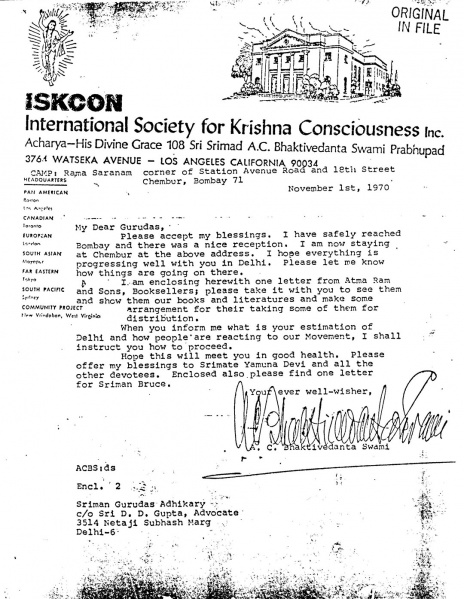 ORIGINAL
IN FILE
ISKCON
International Society for Krishna Consciousness Inc.
Acharya—His Divine Grace 108 Sri Srimad A.C. Bhaktivedanta Swami Prabhupad
3764 WATSEKA AVENUE — LOS ANGELES CALIFORNIA 90034
CAMP: Rama Saranam corner of Station Avenue Road and 18th Street
Chembur, Bombay 71
HEADQUARTERS
November 1st, 1970
PAN AMERICAN
Boston
Los Angeles
CANADIAN
Toronto
EUROPEAN
London
SOUTH ASIAN
Mayapur
FAR EASTERN
Tokyo
SOUTH PACIFIC
Sydney
COMMUNITY PROJECT
New Vrindaban, West Virginia
My Dear Gurudas,
Please accept my blessings. I have safely reached
Bombay and there was a nice reception. I am now staying
at Chembur at the above address. I hope everything is
progressing well with you in Delhi. Please let me know
how things are going on there.
I am enclosing herewith one letter from Atma Ram
and Sons, Booksellers; please take it with you to see them
and show them our books and literatures and make some
arrangement for their taking some of them for
distribution.
When you inform me what is your estimation of
Delhi and how people are reacting to our Movement, I shall
instruct you how to proceed.
Hope this will meet you in good health. Please
offer my blessings to Srimate Yamuna Devi and all the
other devotees. Enclosed also please find one letter
for Sriman Bruce.
Your ever well-wisher,
A. C. Bhaktivedanta Swami
A. C. Bhaktivedanta Swami
ACBS:ds
Encl. 2
Sriman Gurudas Adhikary
c/o Sri D. D. Gupta, Advocate
3514 Netaji Subhash Marg
Delhi-6